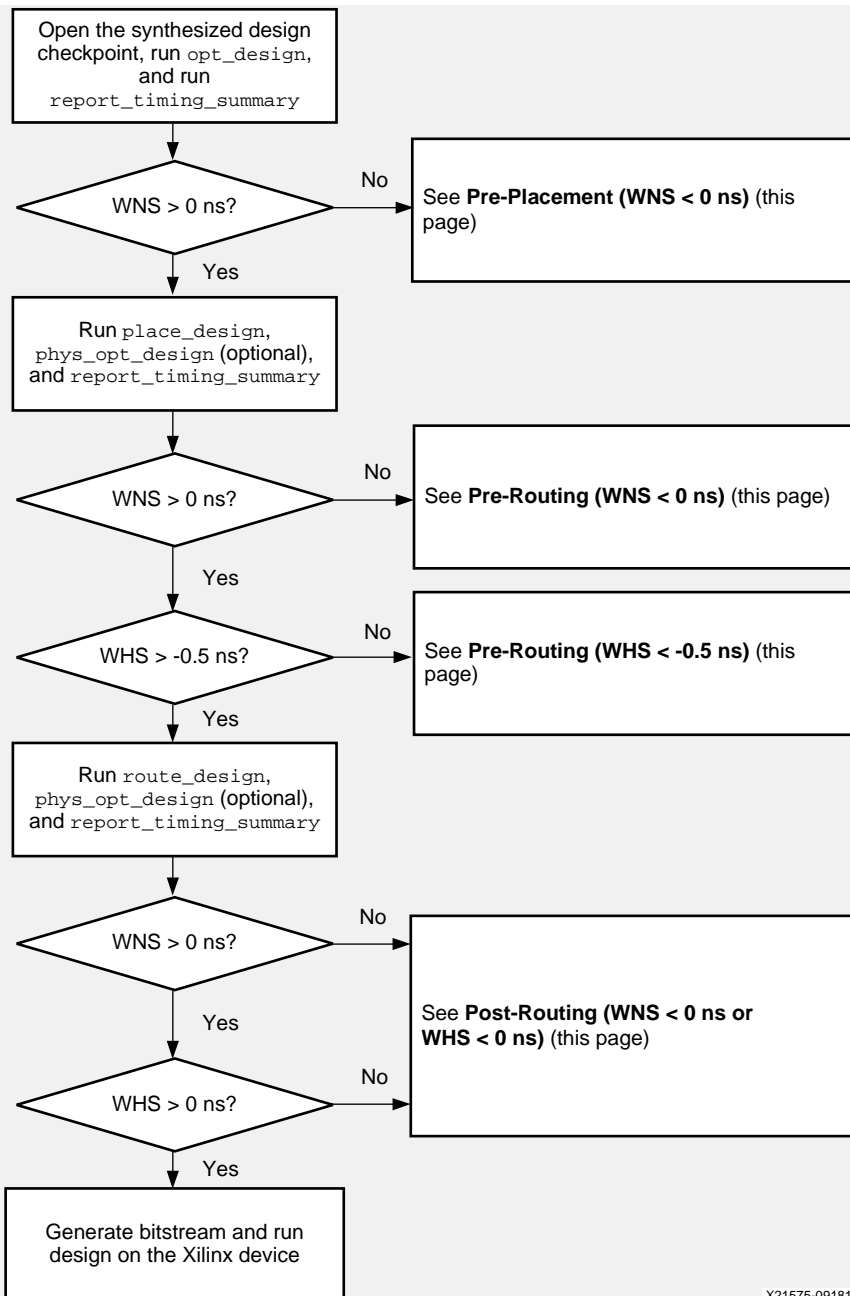 Open the synthesized design
checkpoint, run opt_design,
and run
report_timing_summary
WNS > 0 ns?
No
See Pre-Placement (WNS < 0 ns) (this
page)
Yes
Run place_design,
phys_opt_design (optional),
and report_timing_summary
WNS > 0 ns?
No
See Pre-Routing (WNS < 0 ns) (this page)
Yes
WHS > -0.5 ns?
No
See Pre-Routing (WHS < -0.5 ns) (this
page)
Yes
Run route_design,
phys_opt_design (optional),
and report_timing_summary
WNS > 0 ns?
No
See Post-Routing (WNS < 0 ns or
WHS < 0 ns) (this page)
Yes
WHS > 0 ns?
No
Yes
Generate bitstream and run
design on the Xilinx device
X21575-09181